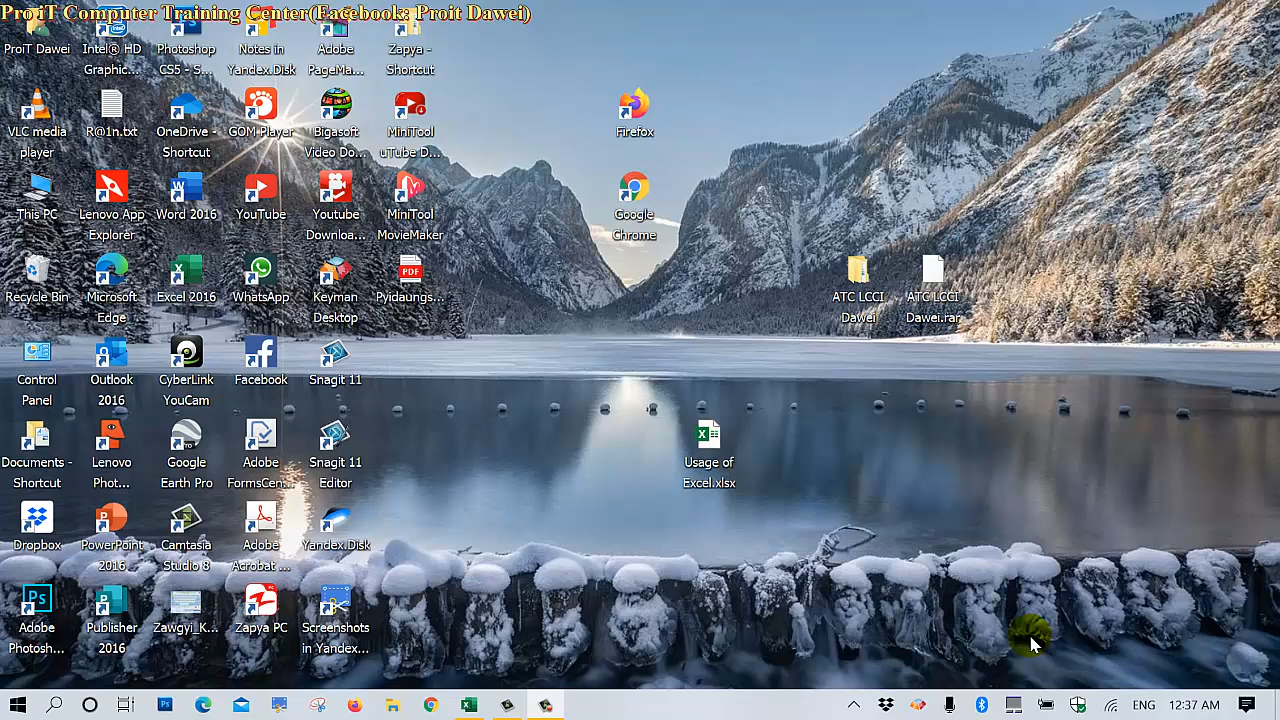 Pro iT Computer Training Center(Facebook: Proit Dawei)
ProiT Dawei
Intel® HD
Graphic...
Photoshop
CS5 - S...
Notes in
Yandex.Disk
Adobe
PageMa...
Zapya -
Shortcut
VLC media
player
R@1n.txt
OneDrive -
Shortcut
GOM Player
Bigasoft
Video Do...
MiniTool
uTube D...
Firefox
This PC
Lenovo App
Explorer
Word 2016
YouTube
Youtube
Downloa...
MiniTool
MovieMaker
Google
Chrome
Recycle Bin
Microsoft
Edge
Excel 2016
WhatsApp
Keyman
Desktop
PDF
Pyidaungs...
ATC LCCI
Dawei
ATC LCCI
Dawei.rar
Control
Panel
Outlook
2016
CyberLink
YouCam
Facebook
Snagit 11
Documents -
Shortcut
Lenovo
Phot...
Google
Earth Pro
Adobe
FormsCen...
Snagit 11
Editor
Usage of
Excel.xlsx
Dropbox
PowerPoint
2016
Camtasia
Studio 8
Adobe
Acrobat ...
Yandex.Disk
Adobe
Photosh...
Publisher
2016
Zawgyi_K...
Zapya PC
Screenshots
in Yandex...
ENG
12:37 AM